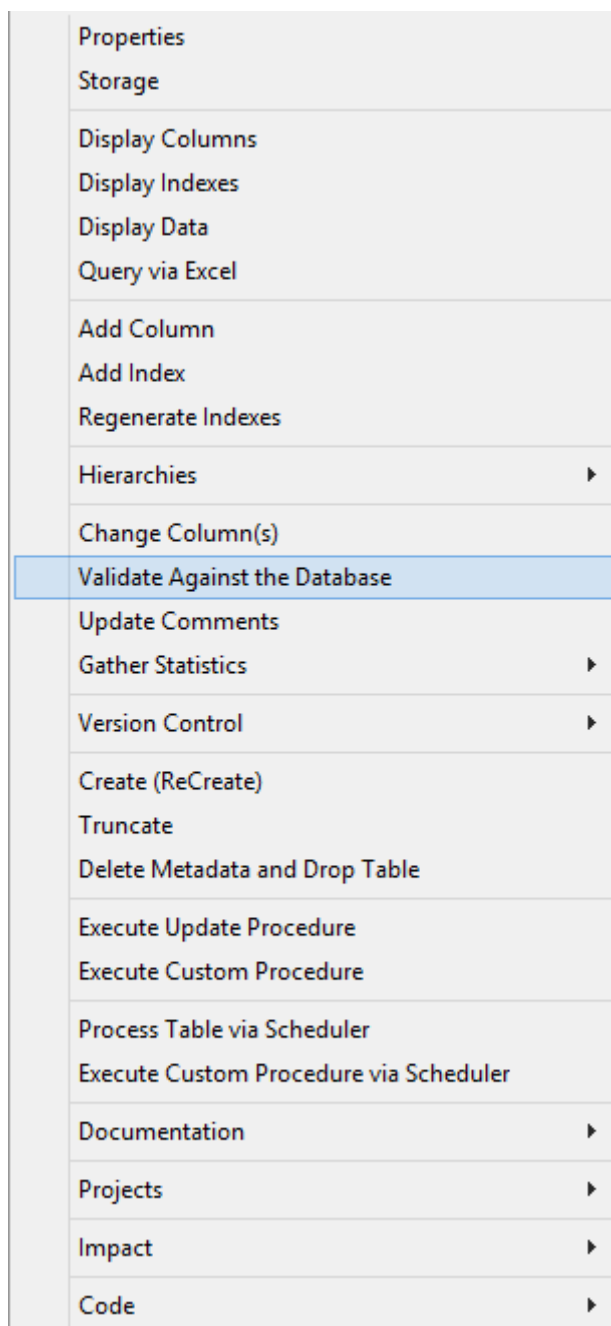 Properties
Storage
Display Columns
Display Indexes
Display Data
Query via Excel
Add Column
Add Index
Regenerate Indexes
Hierarchies
Change Column(s)
Validate Against the Database
Update Comments
Gather Statistics
Version Control
Create (ReCreate)
Truncate
Delete Metadata and Drop Table
Execute Update Procedure
Execute Custom Procedure
Process Table via Scheduler
Execute Custom Procedure via Scheduler
Documentation
Projects
Impact
Code